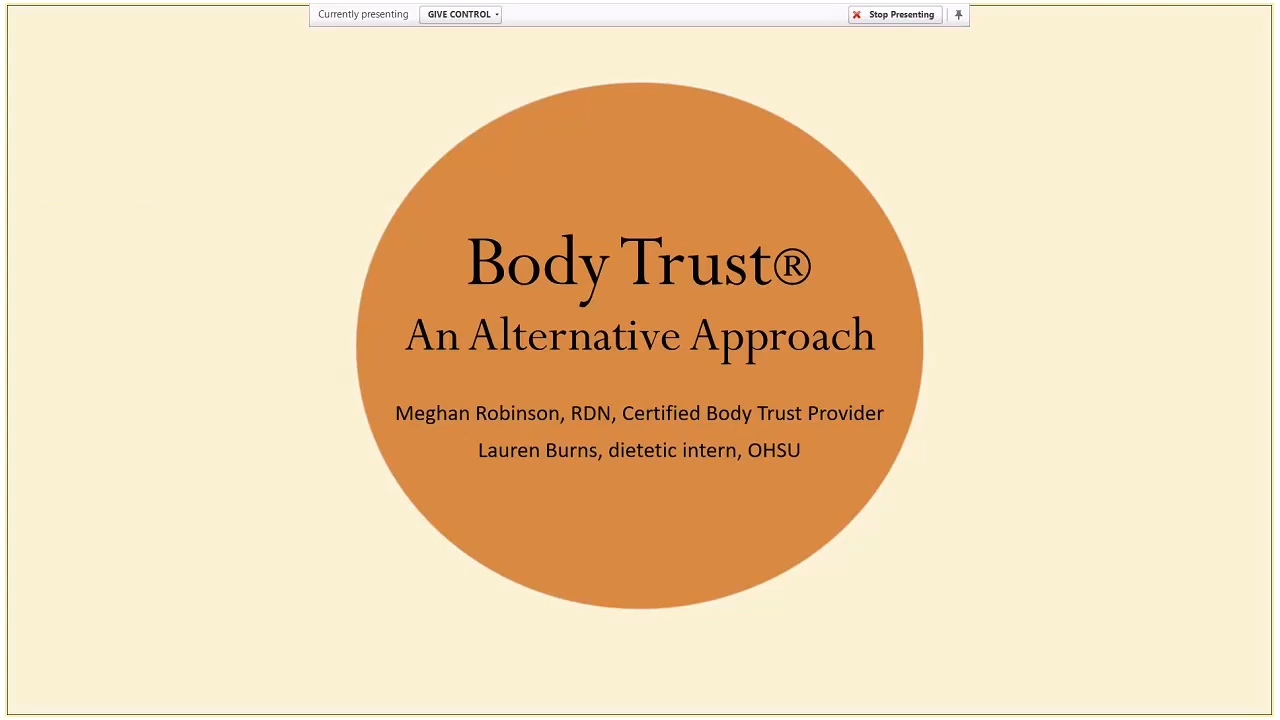 Currently presenting GIVE CONTROL Stop Presenting
Body Trust®
An Alternative Approach
Meghan Robinson, RDN, Certified Body Trust Provider
Lauren Burns, dietetic intern, OHSU